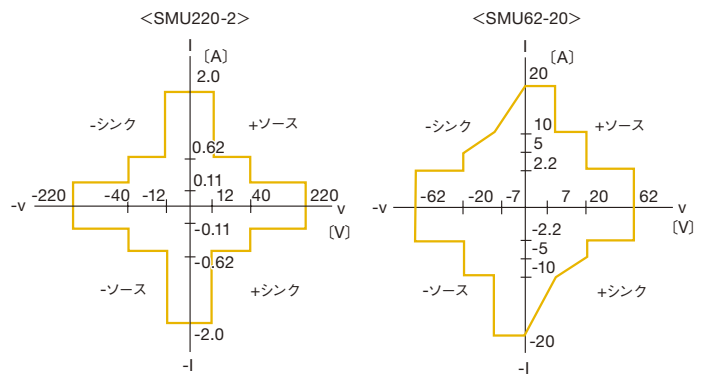 <SMU220-2>
I
[A]
2.0
-シンク
+ソース
0.62
0.11
-220
-40
-12
12
40
220
-v
v
[V]
-0.11
-0.62
-ソース
+シンク
-2.0
-I
<SMU62-20>
I
[A]
20
-シンク
+ソース
10
5
2.2
-62
-20
-7
7
20
62
-v
v
[V]
-2.2
-5
-10
-ソース
+シンク
-20
-I